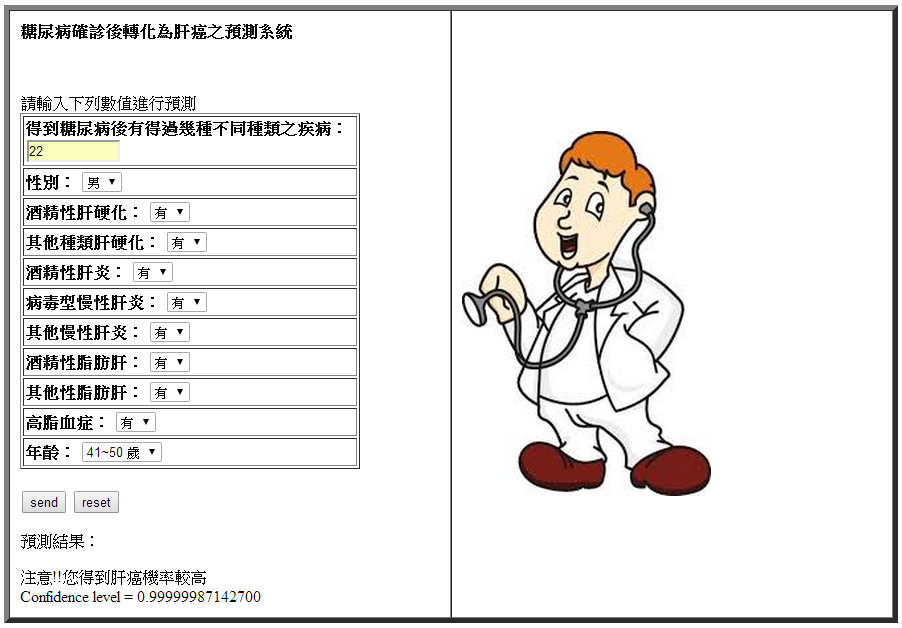 糖尿病確診後轉化為肝癌之預測系統
請輸入下列數值進行預測
得到糖尿病後有得過幾種不同種類之疾病：
22
性別： 男
酒精性肝硬化： 有
其他種類肝硬化： 有
酒精性肝炎： 有
病毒型慢性肝炎： 有
其他慢性肝炎： 有
酒精性脂肪肝： 有
其他性脂肪肝： 有
高脂血症： 有
年齡： 41~50 歲
send reset
預測結果：
注意!!您得到肝癌機率較高
Confidence level = 0.99999987142700